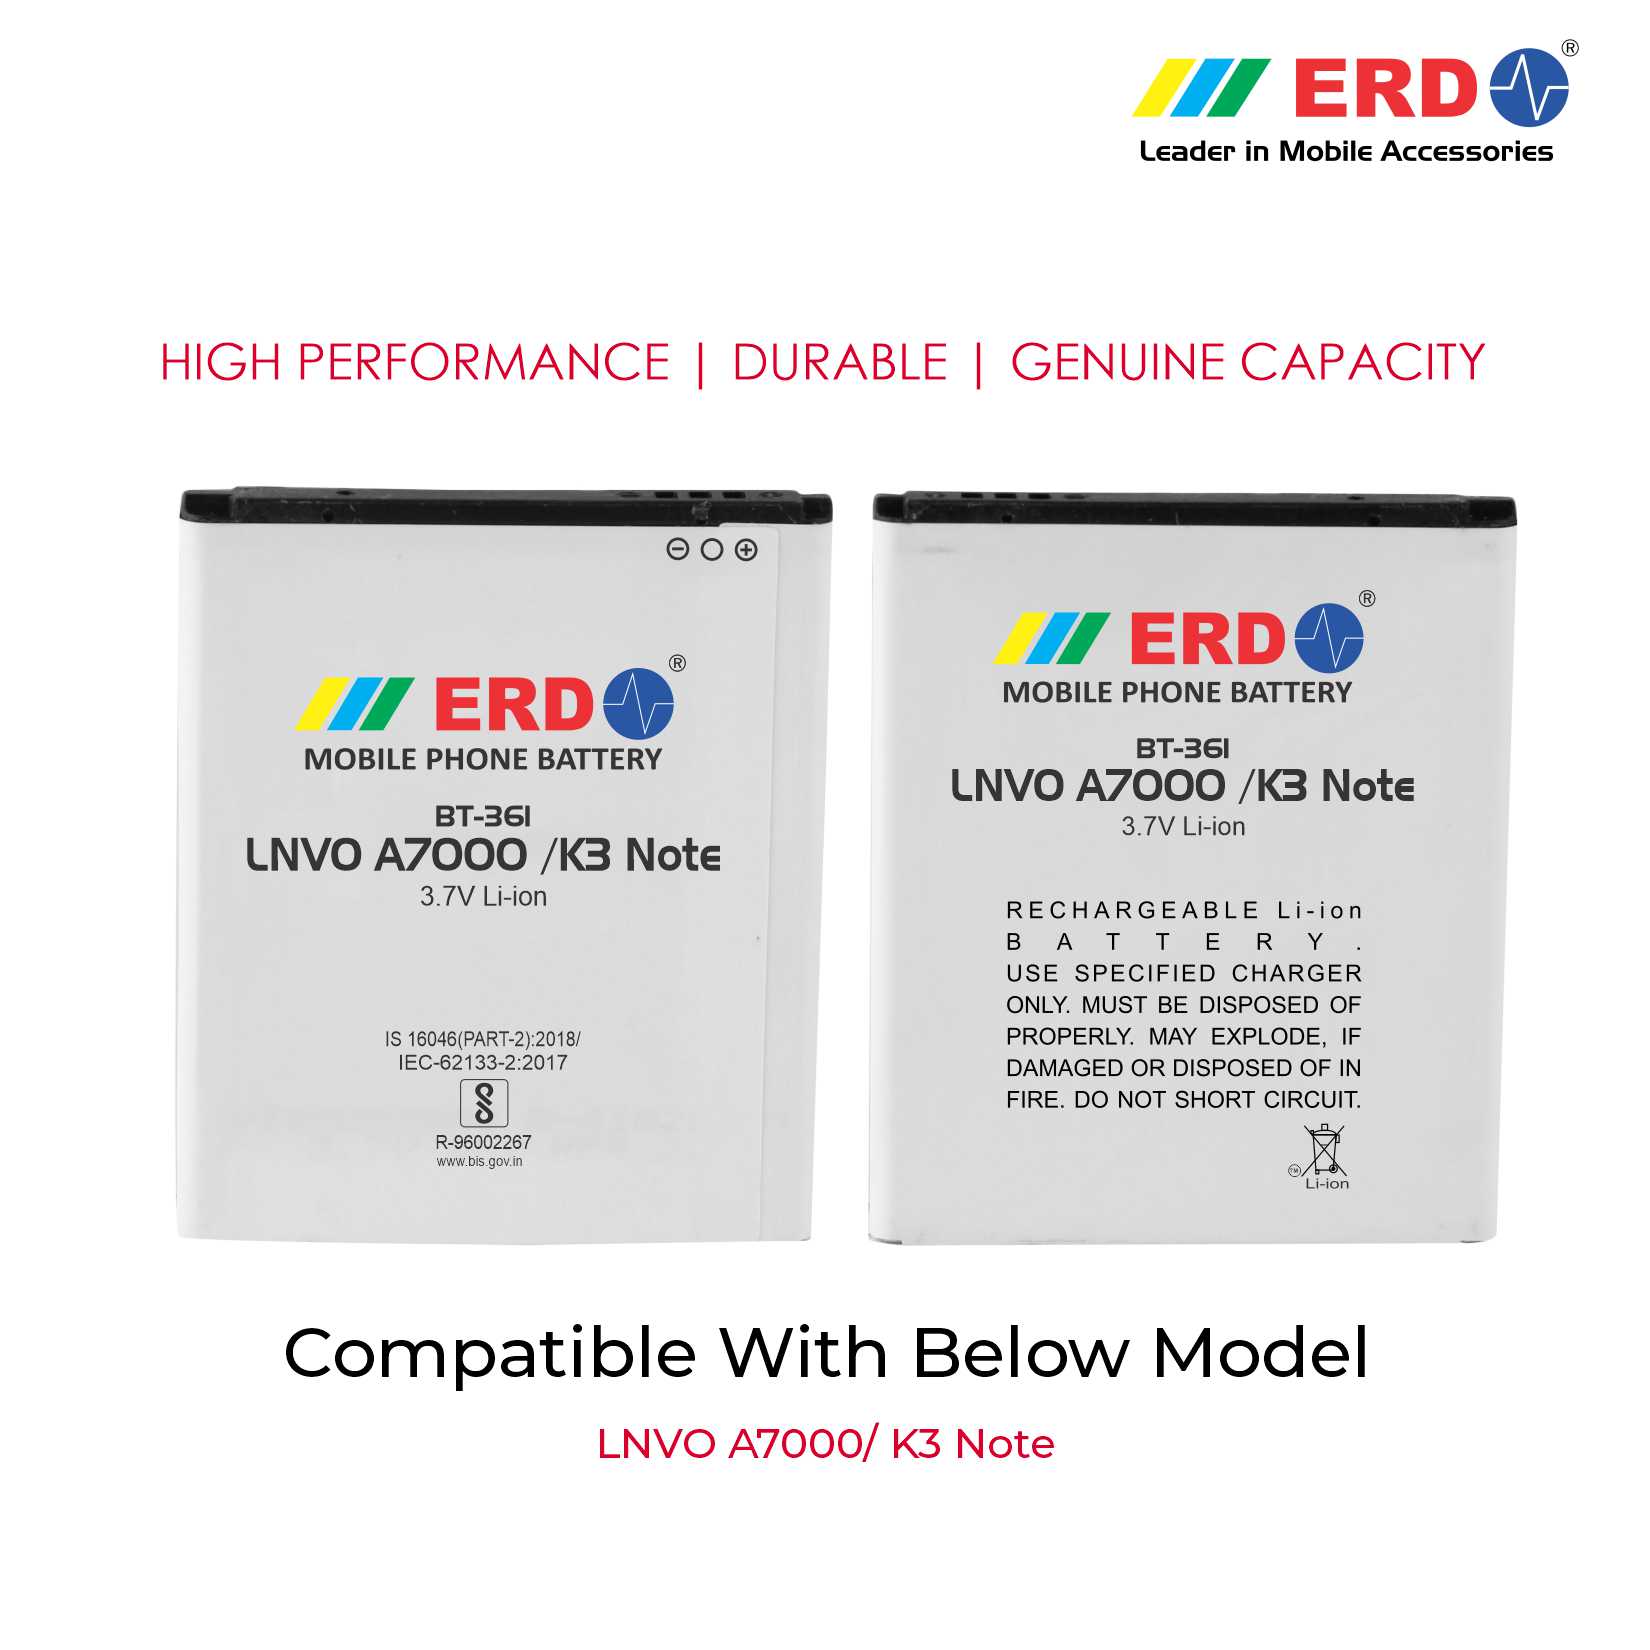 ERD ®
Leader in Mobile Accessories
HIGH PERFORMANCE | DURABLE | GENUINE CAPACITY
ERD ®
MOBILE PHONE BATTERY
BT-361
LNVO A7000 /K3 Note
3.7V Li-ion
IS 16046(PART-2):2018/
IEC-62133-2:2017
R-96002267
www.bis.gov.in
ERD ®
MOBILE PHONE BATTERY
BT-361
LNVO A7000 /K3 Note
3.7V Li-ion
RECHARGEABLE Li-ion
BATTERY.
USE SPECIFIED CHARGER
ONLY. MUST BE DISPOSED OF
PROPERLY. MAY EXPLODE, IF
DAMAGED OR DISPOSED OF IN
FIRE. DO NOT SHORT CIRCUIT.
TM
Li-ion
Compatible With Below Model
LNVO A7000/ K3 Note